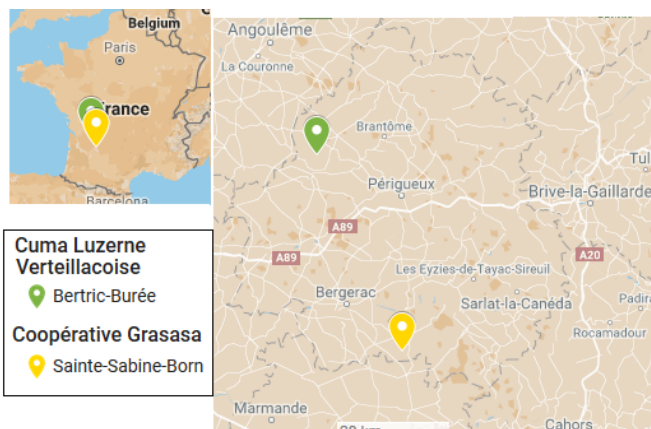 Belgium
Paris
France
Barcelona
Cuma Luzerne
Verteillacoise
Bertric-Burée
Coopérative Grasasa
Sainte-Sabine-Born
Angoulême
La Couronne
Brantôme
Périgueux
Tul
Brive-la-Gaillarde
A89
A20
A89
Les Eyzies-de-Tayac-Sireuil
Bergerac
Sarlat-la-Canéda
Padira
Rocamadour
Marmande
Cahors